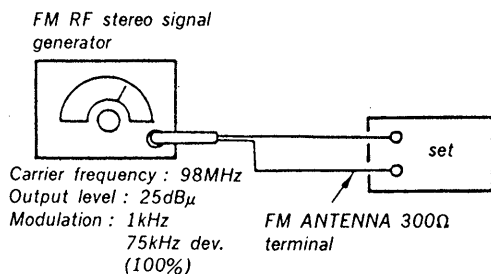 FM RF stereo signal
generator
set
Carrier frequency : 98MHz
Output level : 25dBμ
Modulation : 1kHz
75kHz dev.
(100%)
FM ANTENNA 300Ω
terminal